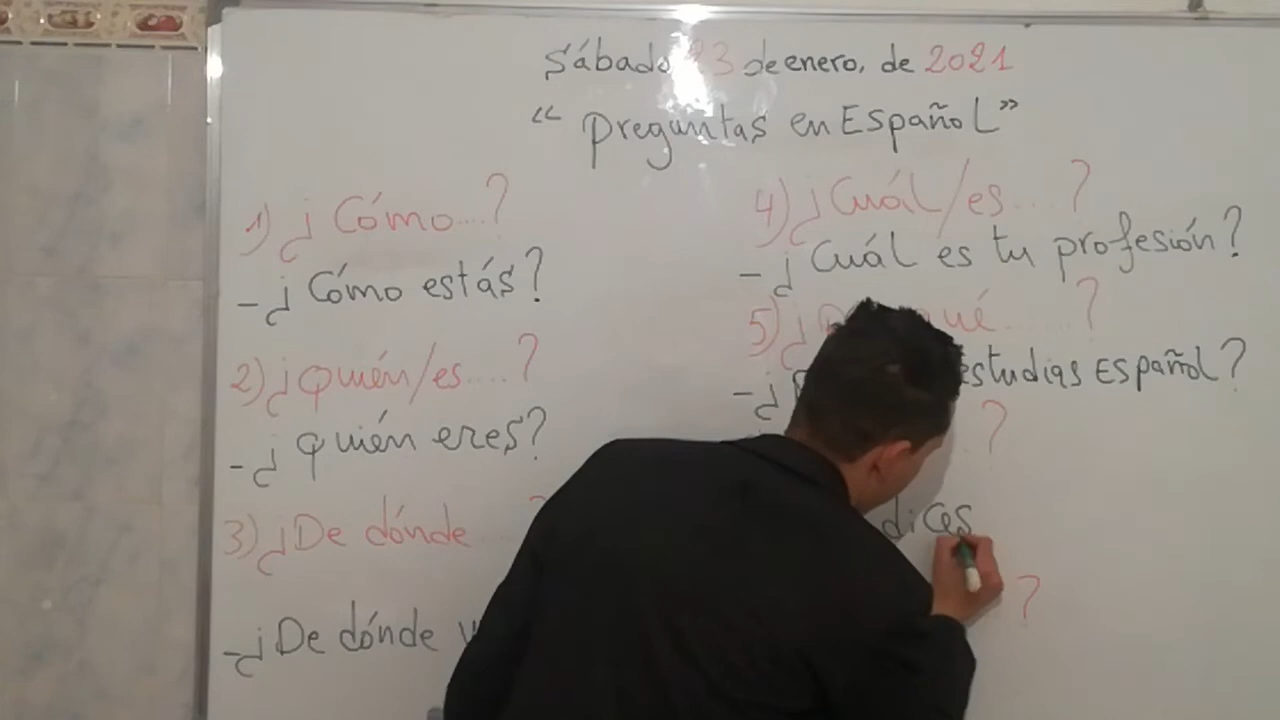 Sábado 23 de enero, de 2021
" Preguntas en Español"
1) ¿Cómo...?
-¿Cómo estás?
2) ¿quién/es....?
-¿quién eres?
3) ¿De dónde
-¿De dónde
4) ¿Cuál/es...?
-¿Cuál es tu profesión?
5) ¿ qué......?
-¿ estudias Español?
?
dices
?